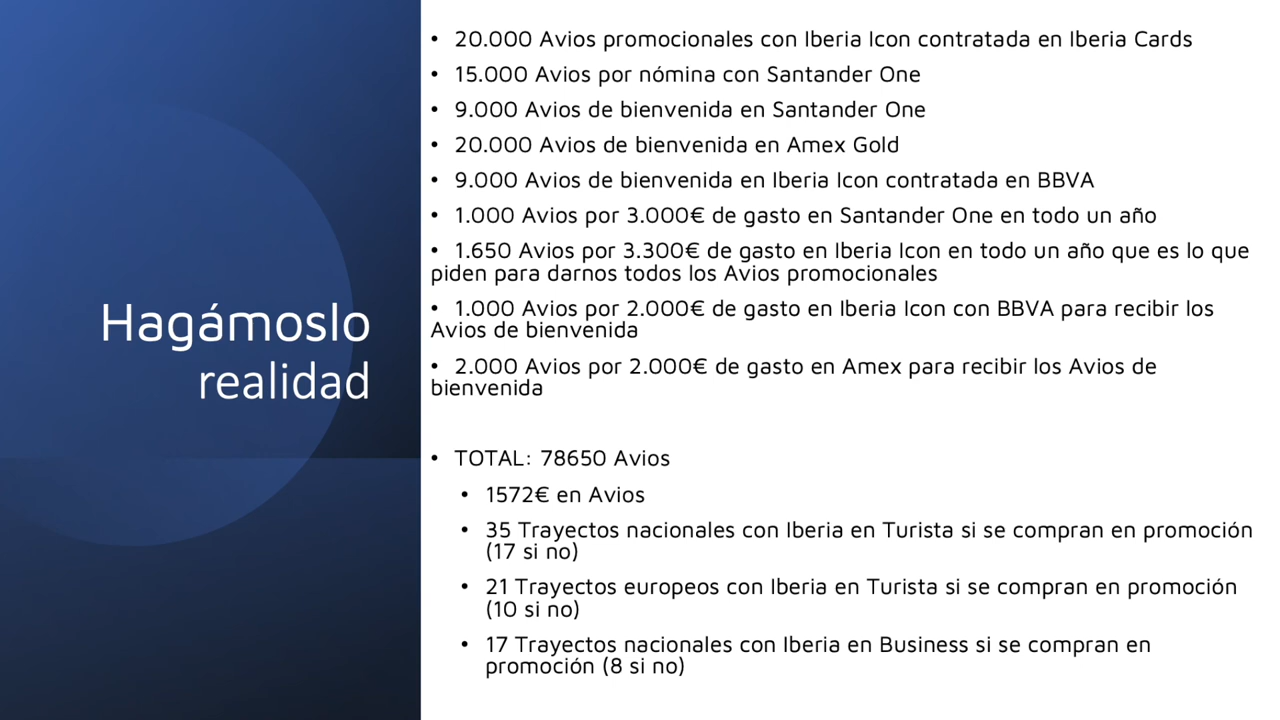 Hagámoslo
realidad
• 20.000 Avios promocionales con Iberia Icon contratada en Iberia Cards
• 15.000 Avios por nómina con Santander One
• 9.000 Avios de bienvenida en Santander One
• 20.000 Avios de bienvenida en Amex Gold
• 9.000 Avios de bienvenida en Iberia Icon contratada en BBVA
• 1.000 Avios por 3.000€ de gasto en Santander One en todo un año
• 1.650 Avios por 3.300€ de gasto en Iberia Icon en todo un año que es lo que
piden para darnos todos los Avios promocionales
• 1.000 Avios por 2.000€ de gasto en Iberia Icon con BBVA para recibir los
Avios de bienvenida
• 2.000 Avios por 2.000€ de gasto en Amex para recibir los Avios de
bienvenida
• TOTAL: 78650 Avios
• 1572€ en Avios
• 35 Trayectos nacionales con Iberia en Turista si se compran en promoción
(17 si no)
• 21 Trayectos europeos con Iberia en Turista si se compran en promoción
(10 si no)
• 17 Trayectos nacionales con Iberia en Business si se compran en
promoción (8 si no)